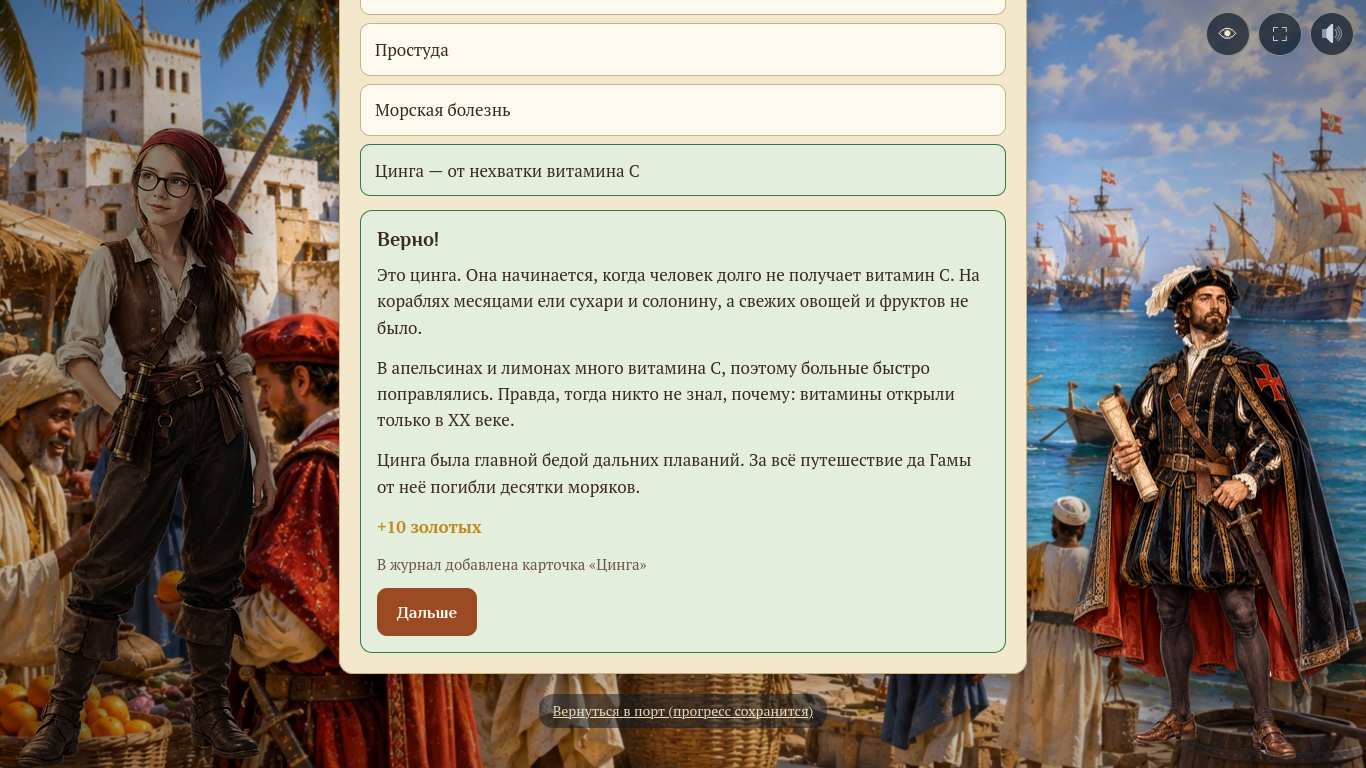 Простуда
Морская болезнь
Цинга — от нехватки витамина C
Верно!
Это цинга. Она начинается, когда человек долго не получает витамин C. На
кораблях месяцами ели сухари и солонину, а свежих овощей и фруктов не
было.
В апельсинах и лимонах много витамина C, поэтому больные быстро
поправлялись. Правда, тогда никто не знал, почему: витамины открыли
только в XX веке.
Цинга была главной бедой дальних плаваний. За всё путешествие да Гамы
от неё погибли десятки моряков.
+10 золотых
В журнал добавлена карточка «Цинга»
Дальше
Вернуться в порт (прогресс сохранится)